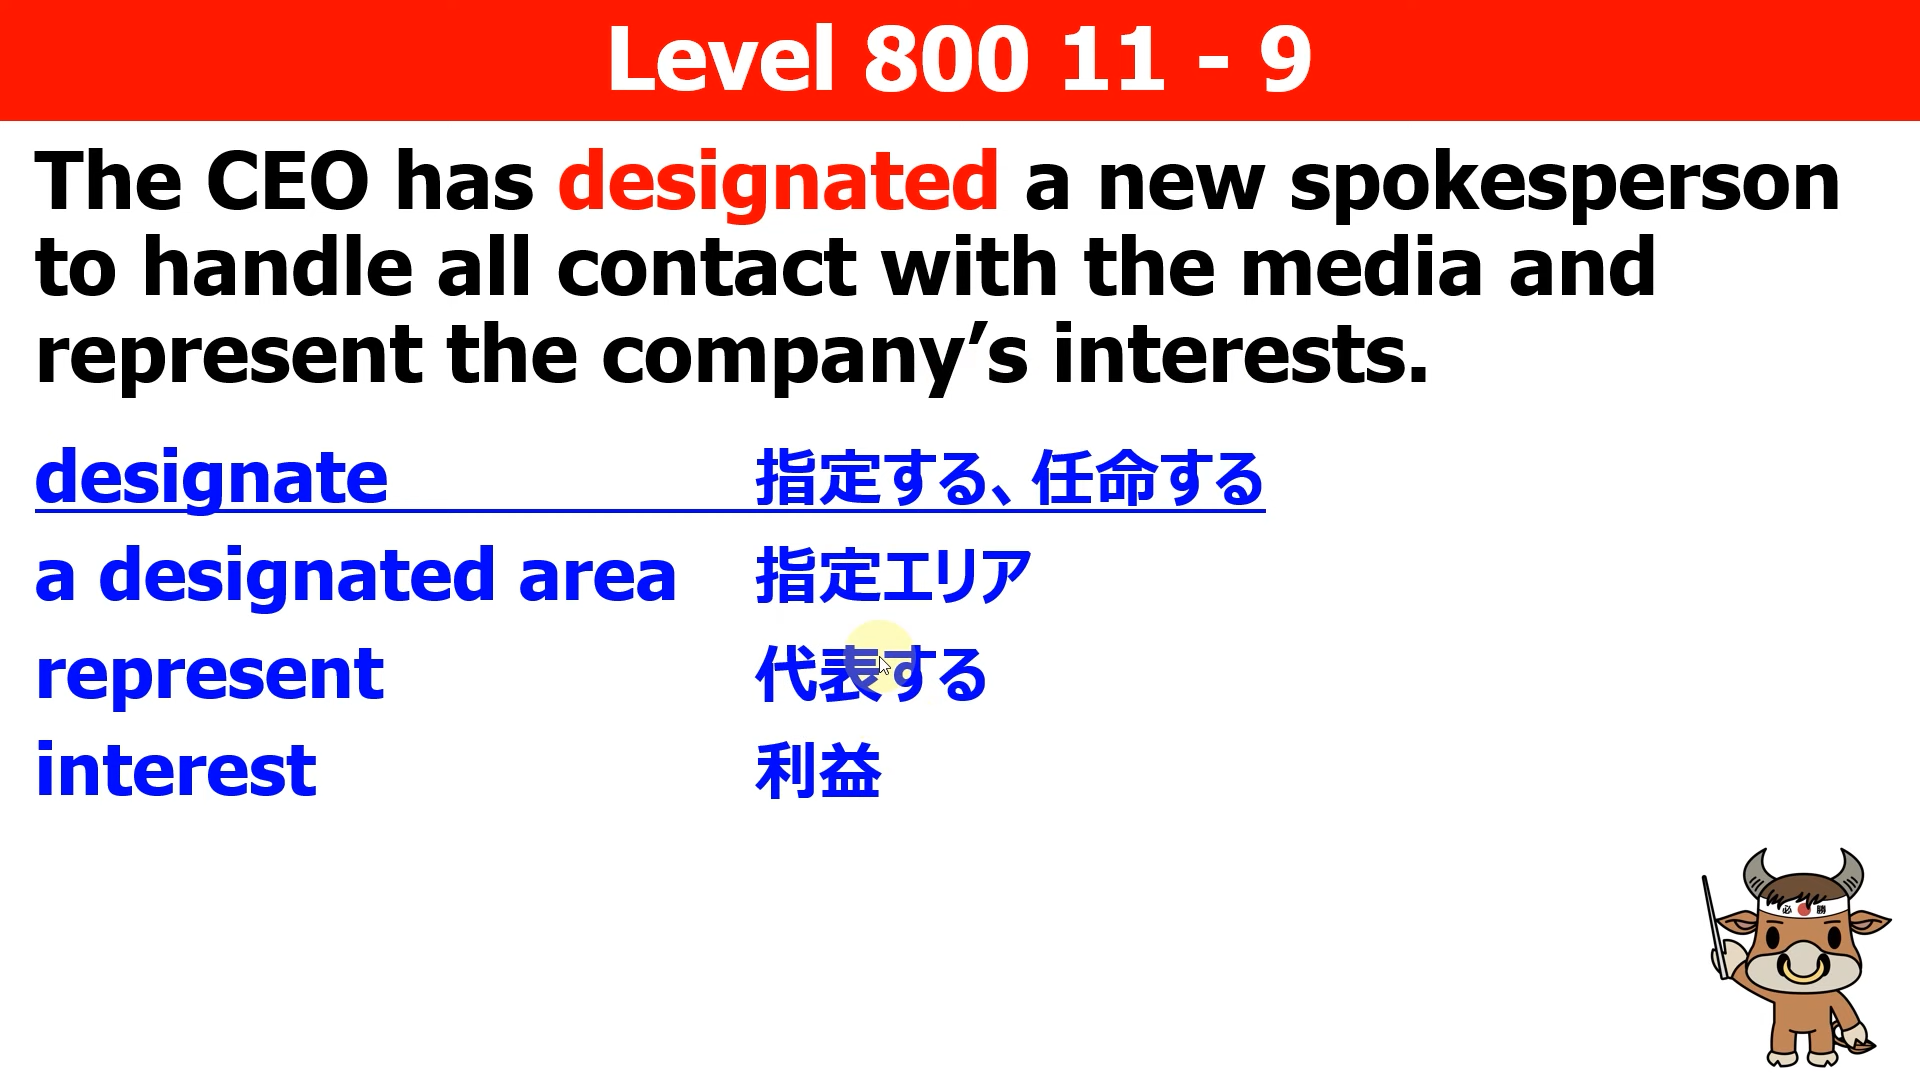 Level 800 11 - 9
The CEO has designated a new spokesperson
to handle all contact with the media and
represent the company’s interests.
designate 指定する、任命する
a designated area 指定エリア
represent 代表する
interest 利益
必 勝